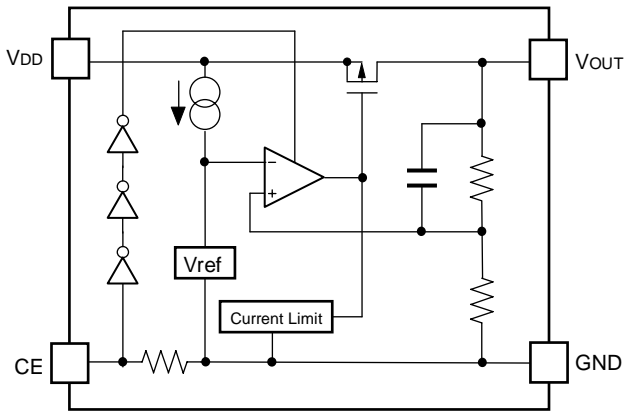 VDD
VOUT
−
+
Vref
Current Limit
CE
GND